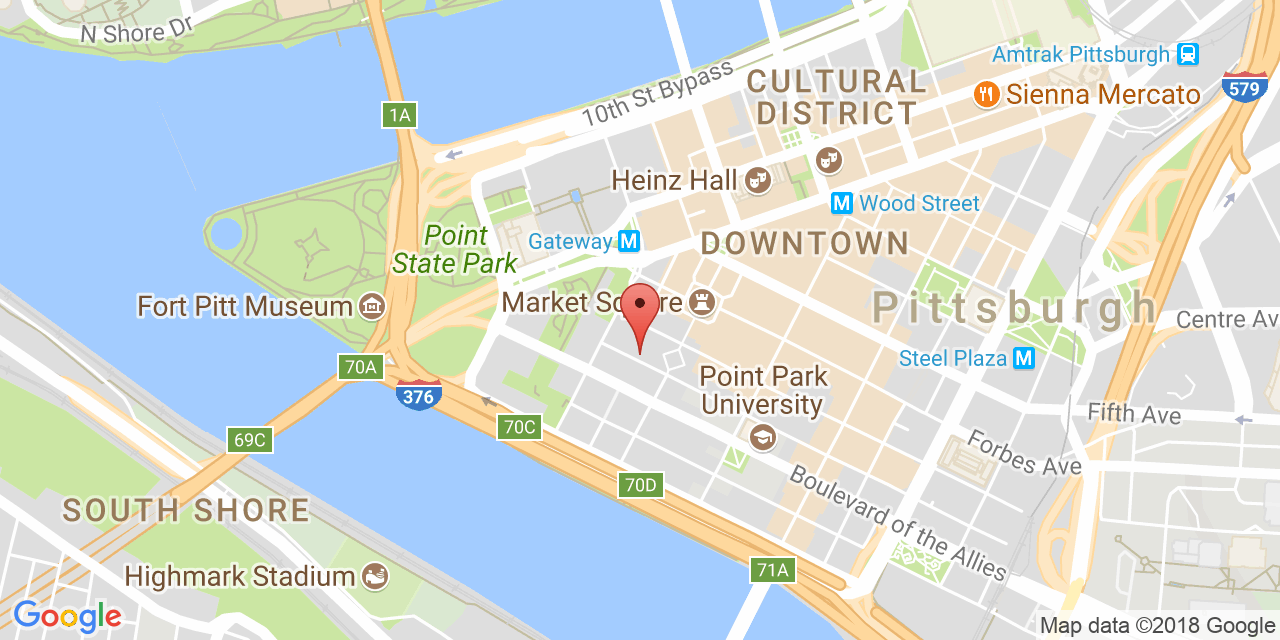 N Shore Dr
1A
10th St Bypass
CULTURAL
DISTRICT
Amtrak Pittsburgh
Sienna Mercato
579
Heinz Hall
M Wood Street
Point
State Park
Gateway M
DOWNTOWN
Fort Pitt Museum
Market Square
Pittsburgh
Centre Av
Steel Plaza M
70A
376
Point Park
University
70C
69C
Fifth Ave
Forbes Ave
70D
Boulevard of the Allies
SOUTH SHORE
Highmark Stadium
71A
Google
Map data ©2018 Google